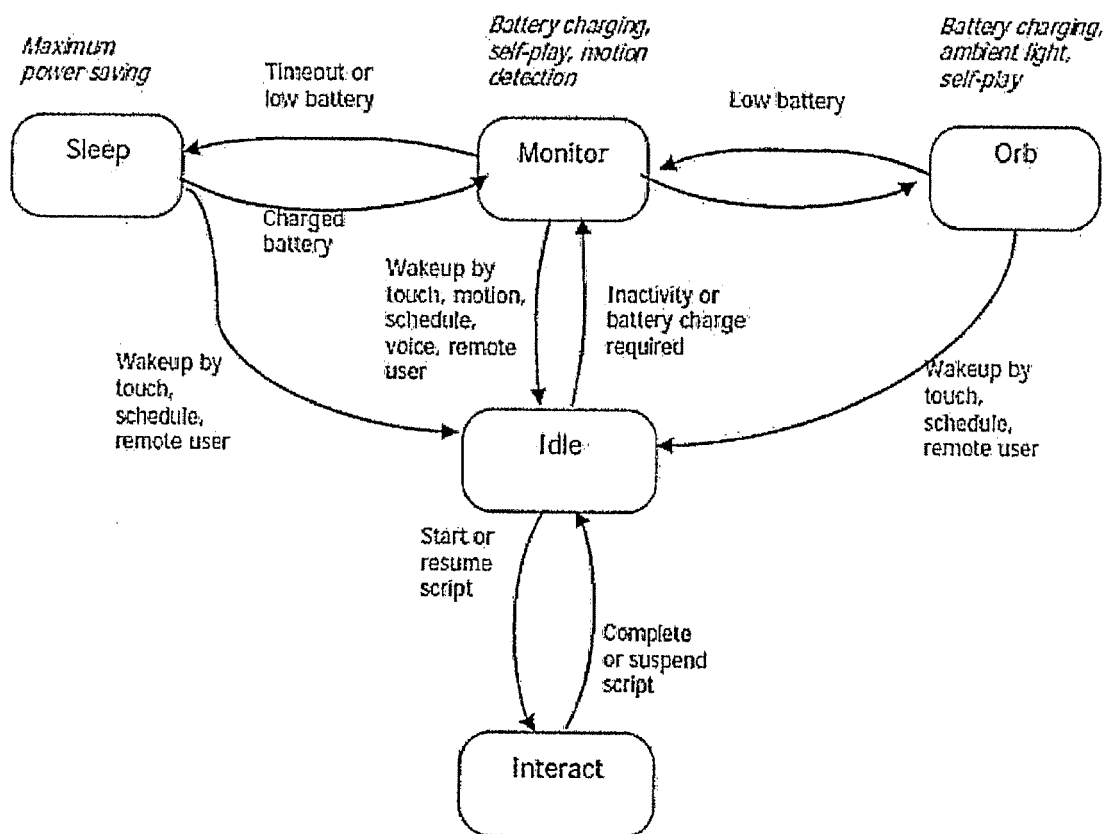 Maximum
power saving
Battery charging,
self-play, motion
detection
Battery charging,
ambient light,
self-play
Timeout or
low battery
Low battery
Sleep
Monitor
Orb
Charged
battery
Wakeup by
touch, motion,
schedule,
voice, remote
user
Inactivity or
battery charge
required
Wakeup by
touch,
schedule,
remote user
Wakeup by
touch,
schedule,
remote user
Idle
Start or
resume
script
Complete
or suspend
script
Interact